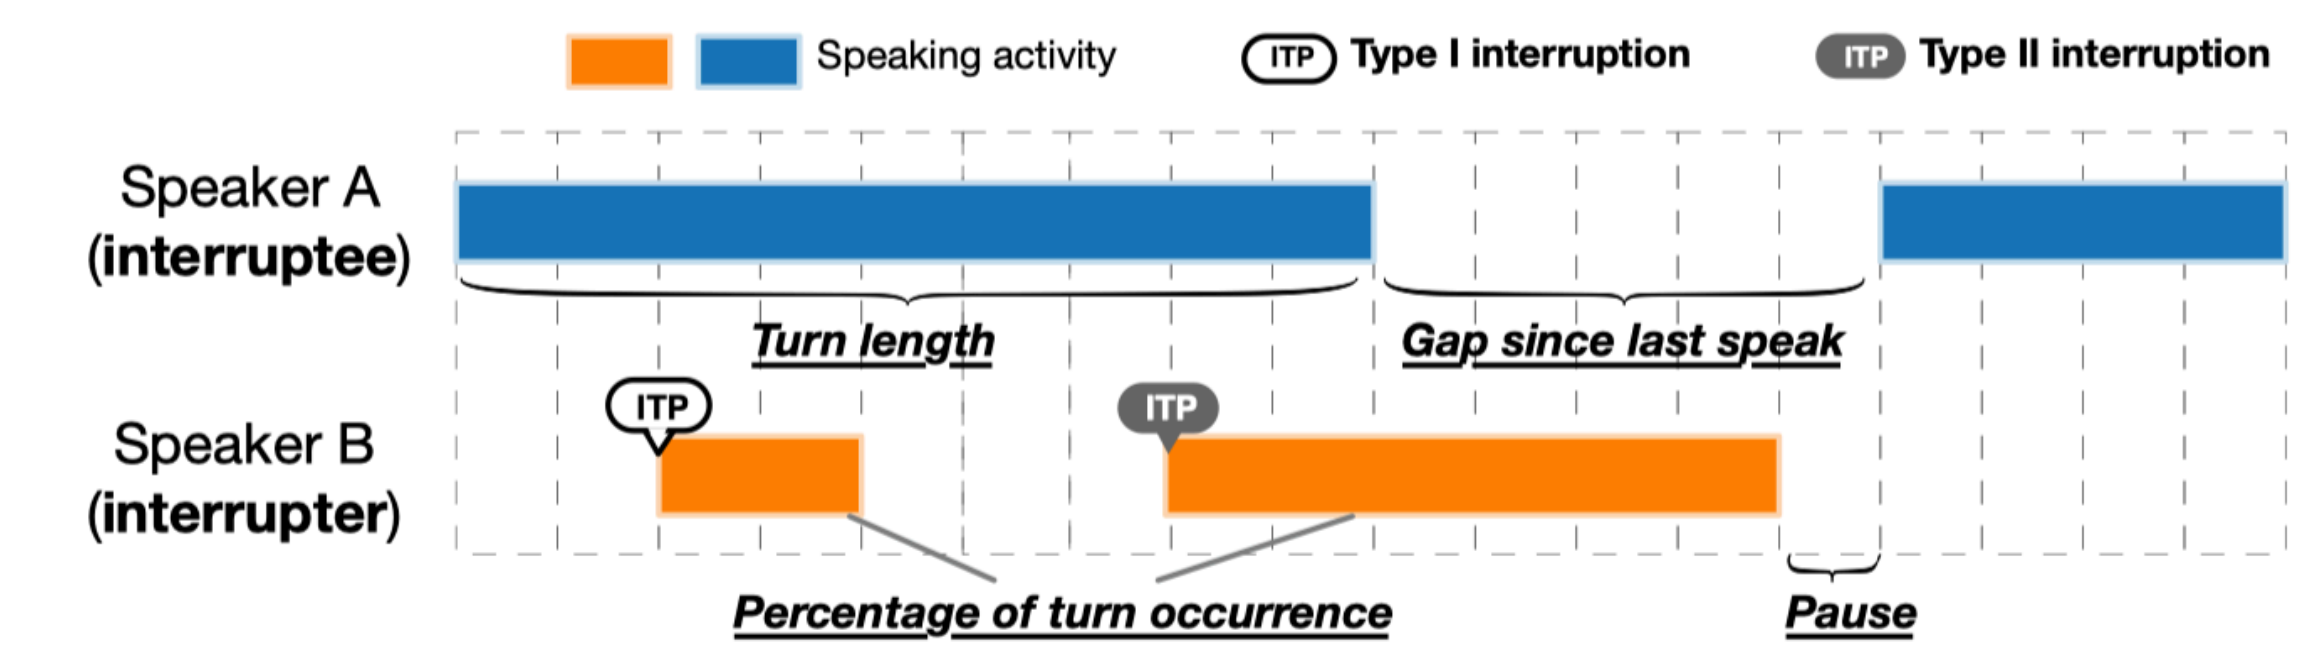 Speaking activity
ITP Type I interruption
ITP Type II interruption
Speaker A
(interruptee)
Turn length
Gap since last speak
ITP
ITP
Speaker B
(interrupter)
Percentage of turn occurrence
Pause